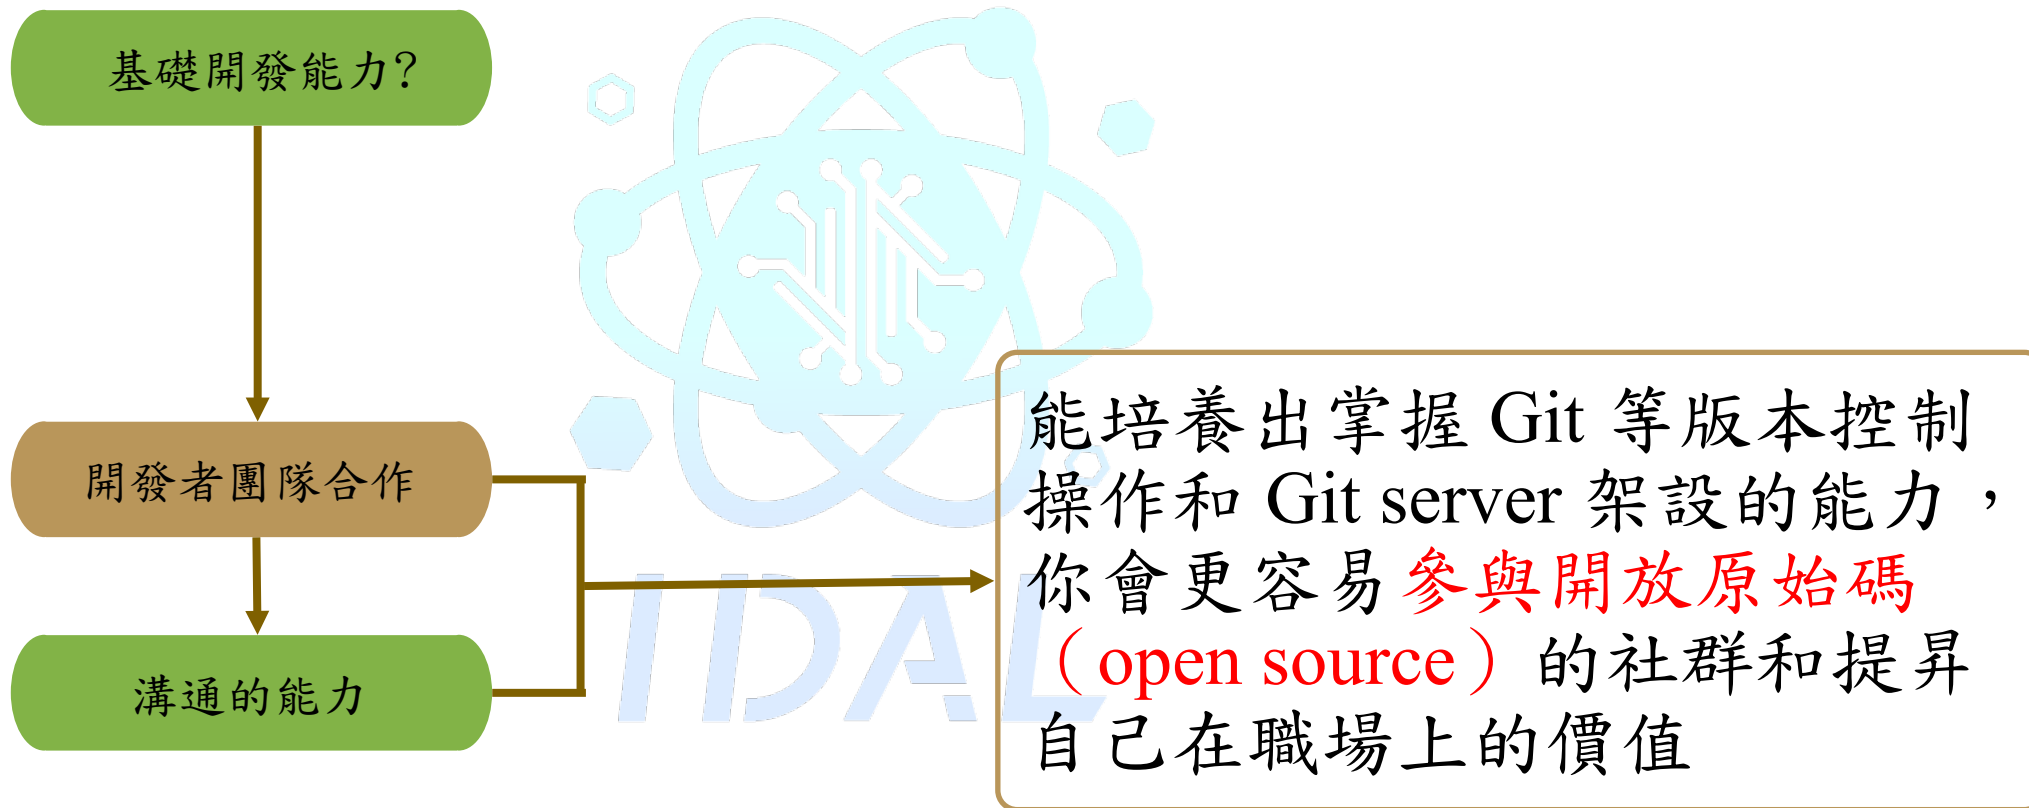 基礎開發能力?
開發者團隊合作
溝通的能力
能培養出掌握 Git 等版本控制
操作和 Git server 架設的能力，
你會更容易參與開放原始碼
（open source）的社群和提昇
自己在職場上的價值
IDAL